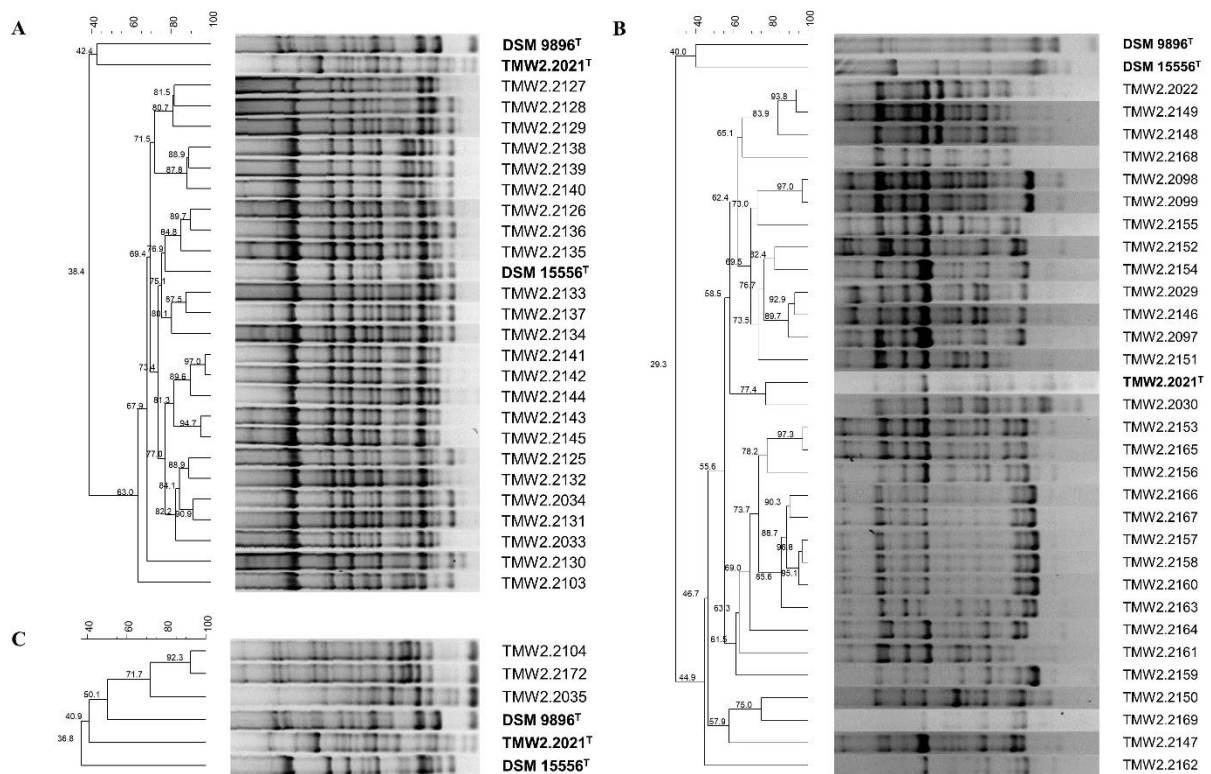 A
40
60
80
100
42.4
81.5
80.7
71.5
88.9
87.8
89.7
84.8
76.9
69.4
75.1
38.4
87.5
80.1
97.0
73.4
89.6
81.3
67.9
94.7
77.0
88.9
84.1
63.0
82.2
90.9
DSM 9896ᵀ
TMW2.2021ᵀ
TMW2.2127
TMW2.2128
TMW2.2129
TMW2.2138
TMW2.2139
TMW2.2140
TMW2.2126
TMW2.2136
TMW2.2135
DSM 15556ᵀ
TMW2.2133
TMW2.2137
TMW2.2134
TMW2.2141
TMW2.2142
TMW2.2144
TMW2.2143
TMW2.2145
TMW2.2125
TMW2.2132
TMW2.2034
TMW2.2131
TMW2.2033
TMW2.2130
TMW2.2103
C
40
60
80
100
92.3
71.7
50.1
40.9
36.8
TMW2.2104
TMW2.2172
TMW2.2035
DSM 9896ᵀ
TMW2.2021ᵀ
DSM 15556ᵀ
B
40
60
80
100
40.0
93.8
83.9
65.1
97.0
62.4
73.0
69.5
82.4
76.7
58.5
92.9
73.5
89.7
29.3
77.4
97.3
78.2
55.6
90.3
73.7
88.7
96.8
69.0
85.6
95.1
46.7
63.3
61.5
44.9
75.0
57.9
DSM 9896ᵀ
DSM 15556ᵀ
TMW2.2022
TMW2.2149
TMW2.2148
TMW2.2168
TMW2.2098
TMW2.2099
TMW2.2155
TMW2.2152
TMW2.2154
TMW2.2029
TMW2.2146
TMW2.2097
TMW2.2151
TMW2.2021ᵀ
TMW2.2030
TMW2.2153
TMW2.2165
TMW2.2156
TMW2.2166
TMW2.2167
TMW2.2157
TMW2.2158
TMW2.2160
TMW2.2163
TMW2.2164
TMW2.2161
TMW2.2159
TMW2.2150
TMW2.2169
TMW2.2147
TMW2.2162